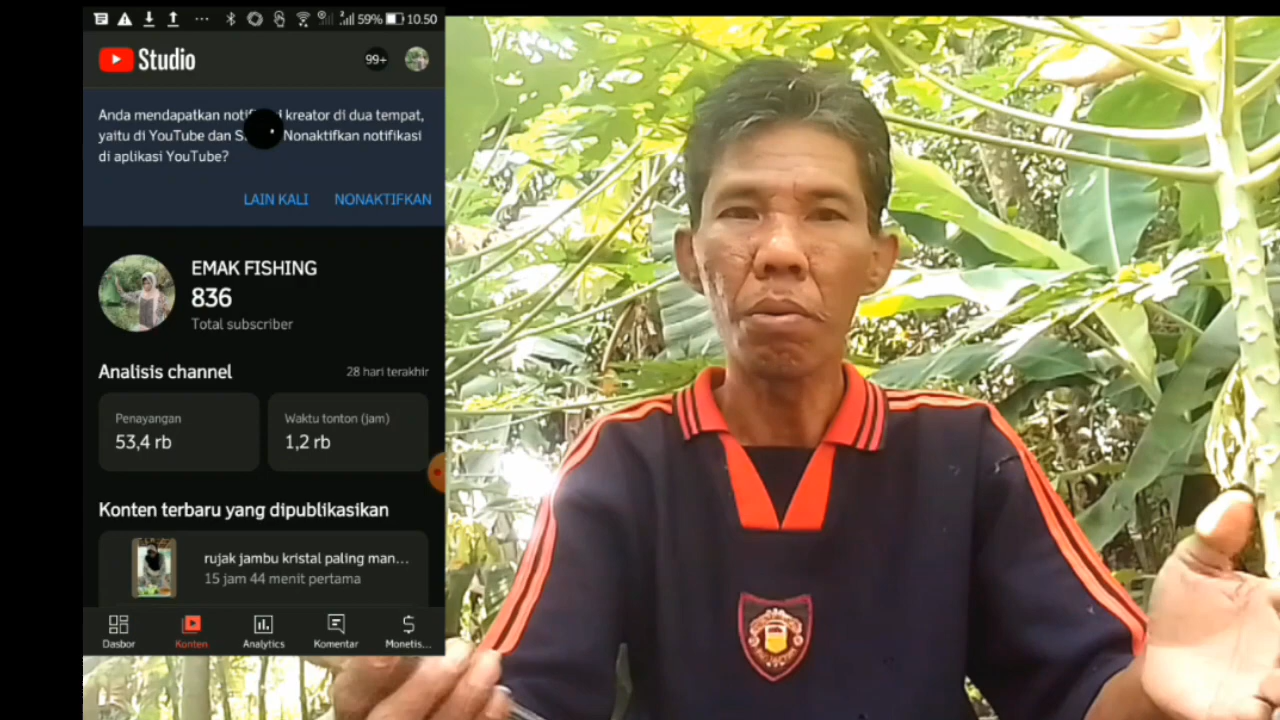 59% 10.50
Studio
99+
Anda mendapatkan kreator di dua tempat,
yaitu di YouTube dan Nonaktifkan notifikasi
di aplikasi YouTube?
LAIN KALI NONAKTIFKAN
EMAK FISHING
836
Total subscriber
Analisis channel 28 hari terakhir
Penayangan Waktu tonton (jam)
53,4 rb 1,2 rb
Konten terbaru yang dipublikasikan
rujak jambu kristal paling man...
15 jam 44 menit pertama
Dasbor Konten Analytics Komentar Monetis...